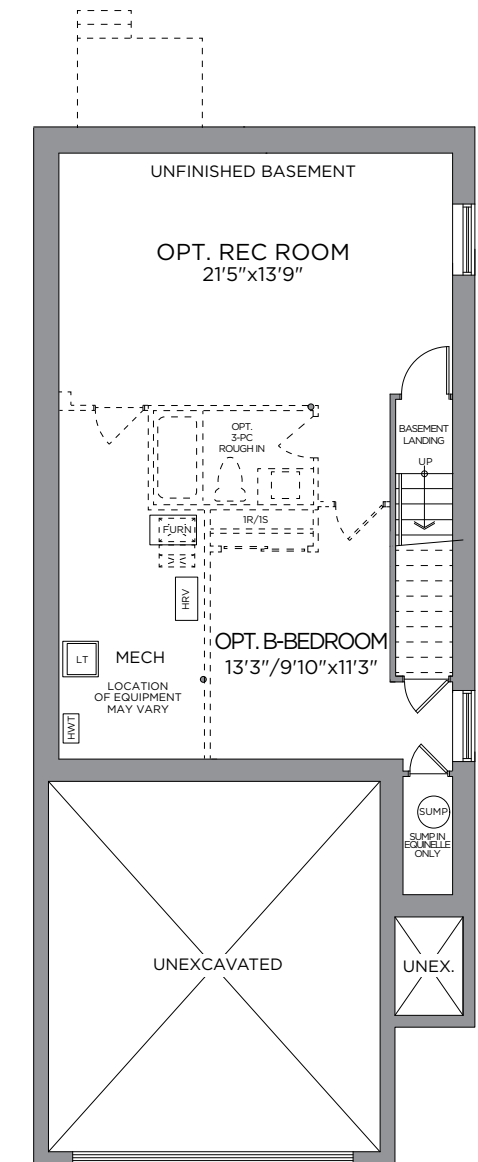 UNFINISHED BASEMENT
OPT. REC ROOM
21'5"x13'9"
OPT.
3-PC
ROUGH IN
BASEMENT
LANDING
UP
1R/1S
FURN
HRV
OPT. B-BEDROOM
13'3"/9'10"x11'3"
LT
MECH
LOCATION
OF EQUIPMENT
MAY VARY
HWT
SUMP
SUMP IN
EQUINELLE
ONLY
UNEXCAVATED
UNEX.